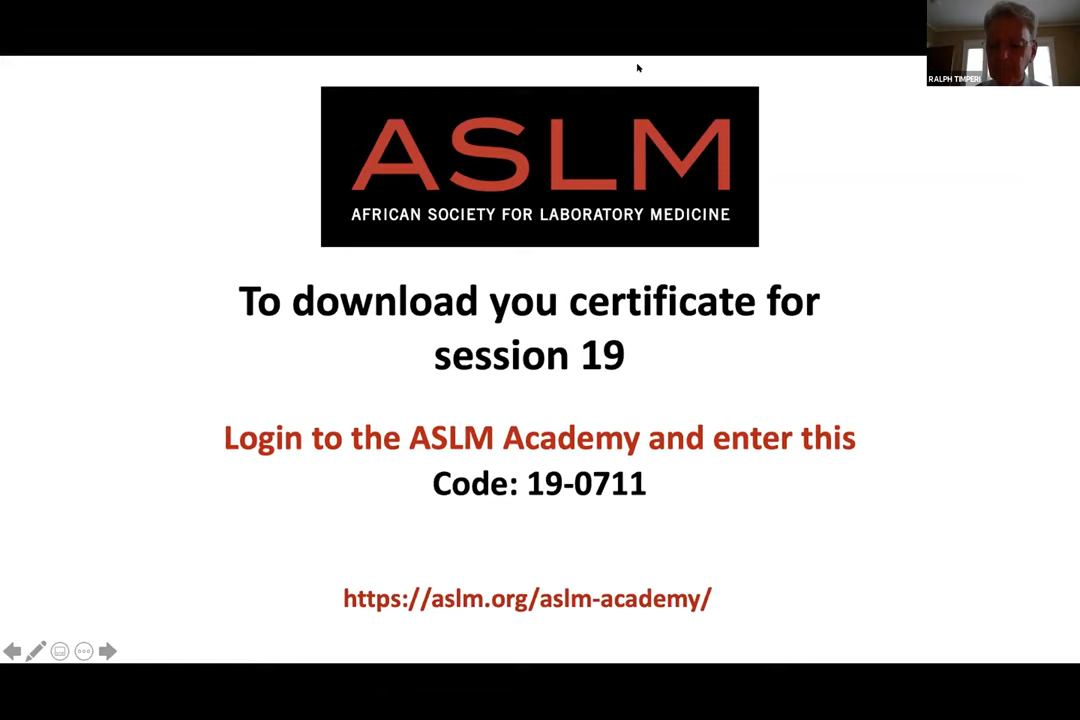 RALPH TIMPERI
ASLM
AFRICAN SOCIETY FOR LABORATORY MEDICINE
To download you certificate for
session 19
Login to the ASLM Academy and enter this
Code: 19-0711
https://aslm.org/aslm-academy/